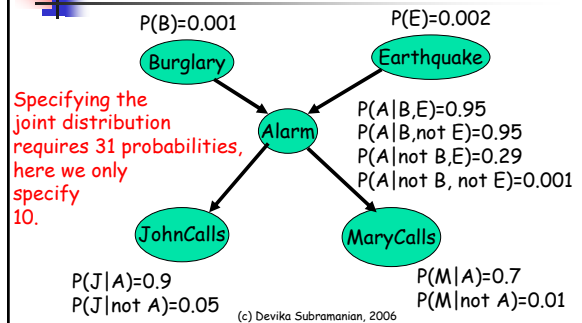 P(B)=0.001
P(E)=0.002
Burglary
Earthquake
Specifying the
joint distribution
requires 31 probabilities,
here we only
specify
10.
Alarm
P(A|B,E)=0.95
P(A|B,not E)=0.95
P(A|not B,E)=0.29
P(A|not B, not E)=0.001
JohnCalls
MaryCalls
P(J|A)=0.9
P(J|not A)=0.05
P(M|A)=0.7
P(M|not A)=0.01
(c) Devika Subramanian, 2006